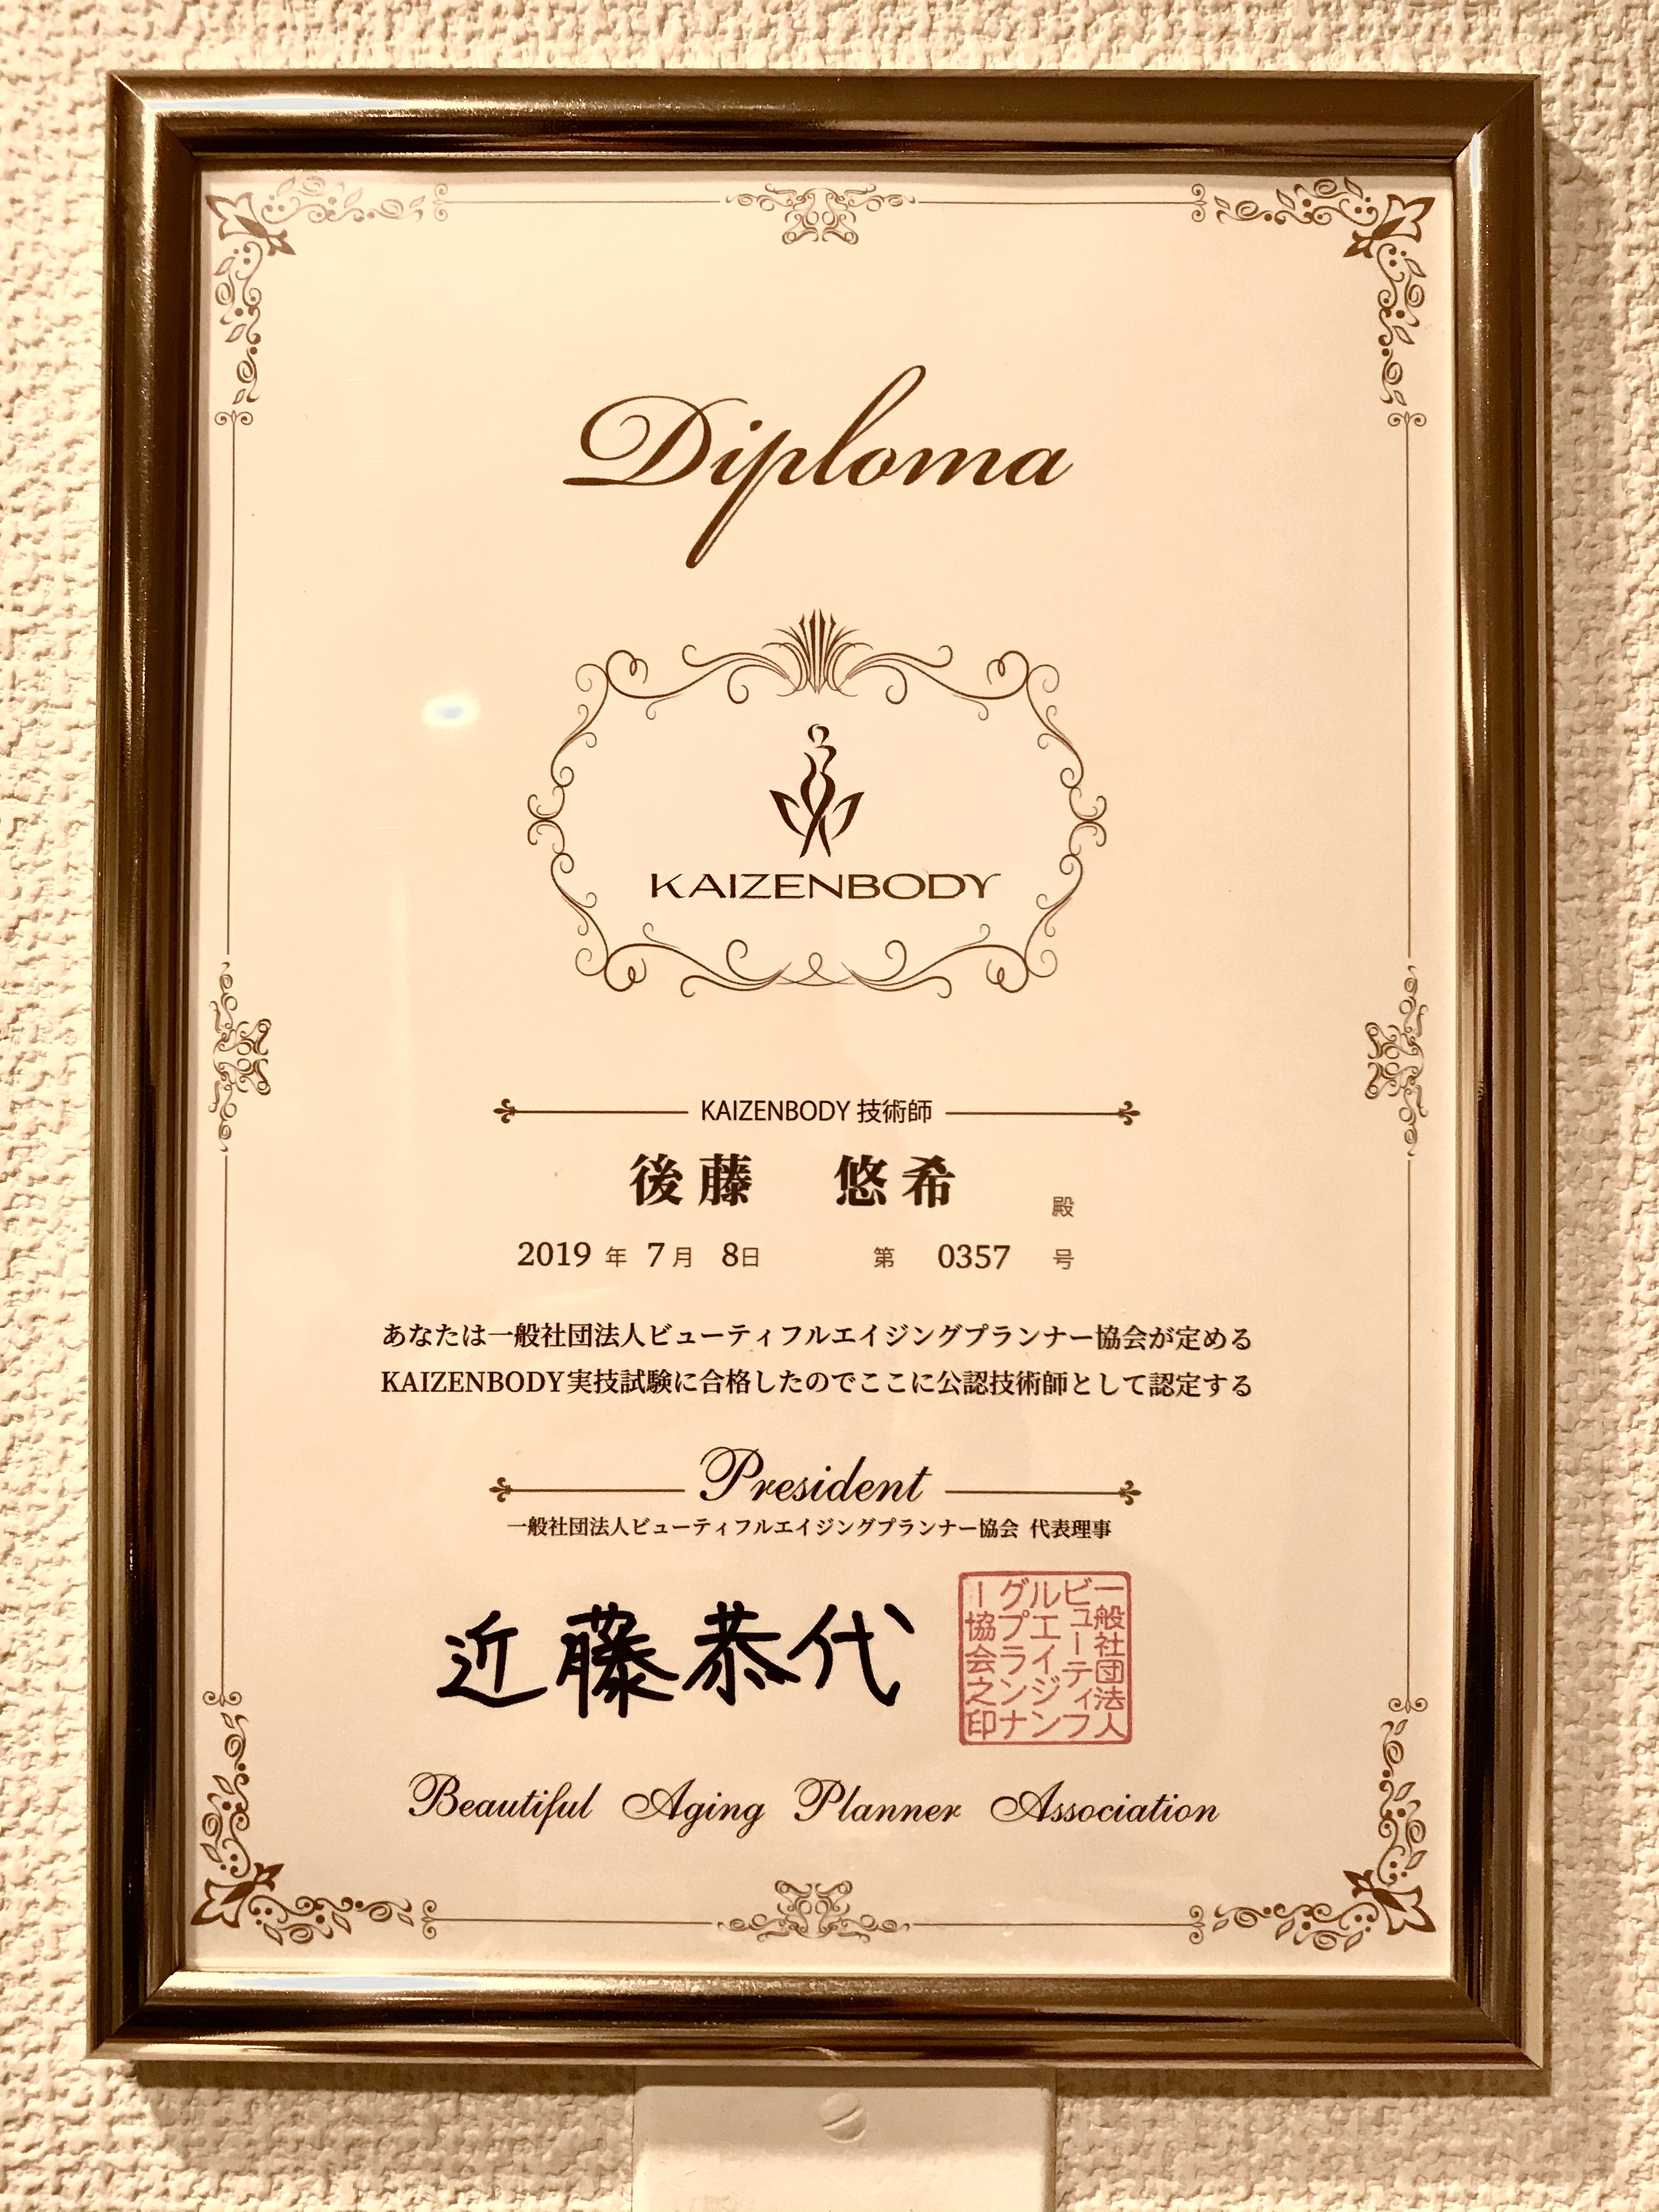 Diploma
KAIZENBODY
KAIZENBODY 技術師
後藤 悠希 殿
2019 年 7 月 8日 第 0357 号
あなたは一般社団法人ビューティフルエイジングプランナー協会が定める
KAIZENBODY実技試験に合格したのでここに公認技術師として認定する
President
一般社団法人ビューティフルエイジングプランナー協会 代表理事
近藤恭代
一般社団法人
ビューティフ
ルエイジン
グプランナ
ー協会之印
Beautiful Aging Planner Association